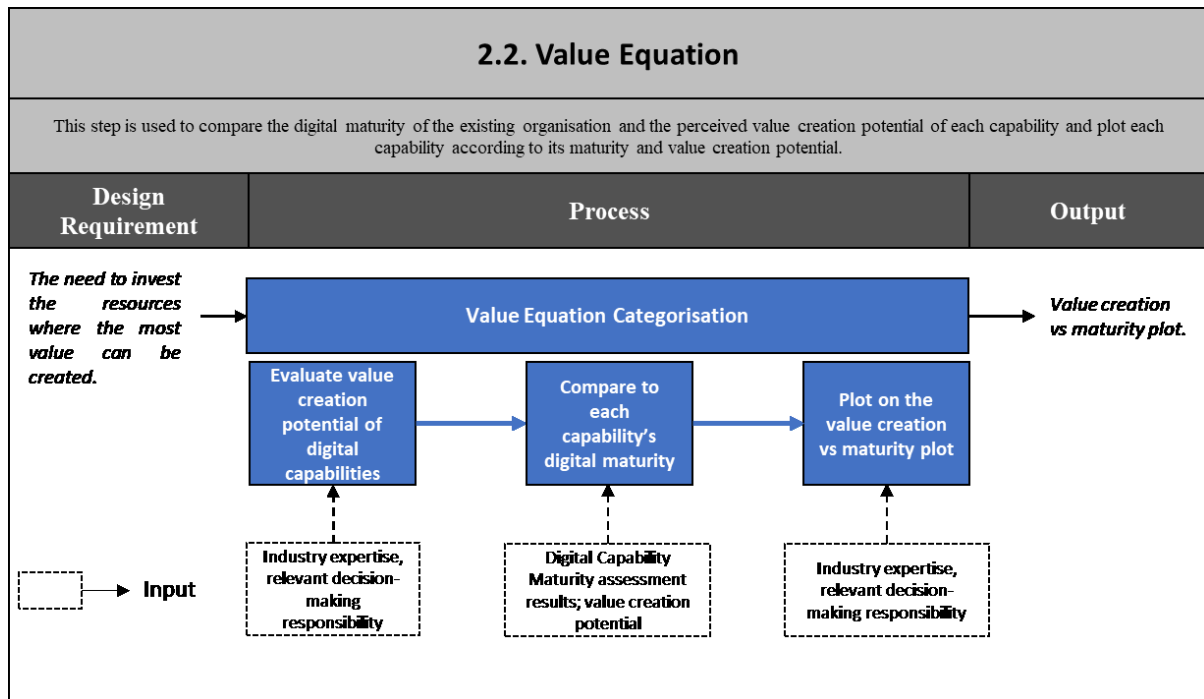 2.2. Value Equation
This step is used to compare the digital maturity of the existing organisation and the perceived value creation potential of each capability and plot each
capability according to its maturity and value creation potential.
Design
Requirement
Process
Output
The need to invest
the resources
where the most
value can be
created.
Value Equation Categorisation
Value creation
vs maturity plot.
Evaluate value
creation
potential of
digital
capabilities
Compare to
each
capability's
digital maturity
Plot on the
value creation
vs maturity plot
Industry expertise,
relevant decision-
making
responsibility
Digital Capability
Maturity assessment
results; value creation
potential
Industry expertise,
relevant decision-
making responsibility
Input